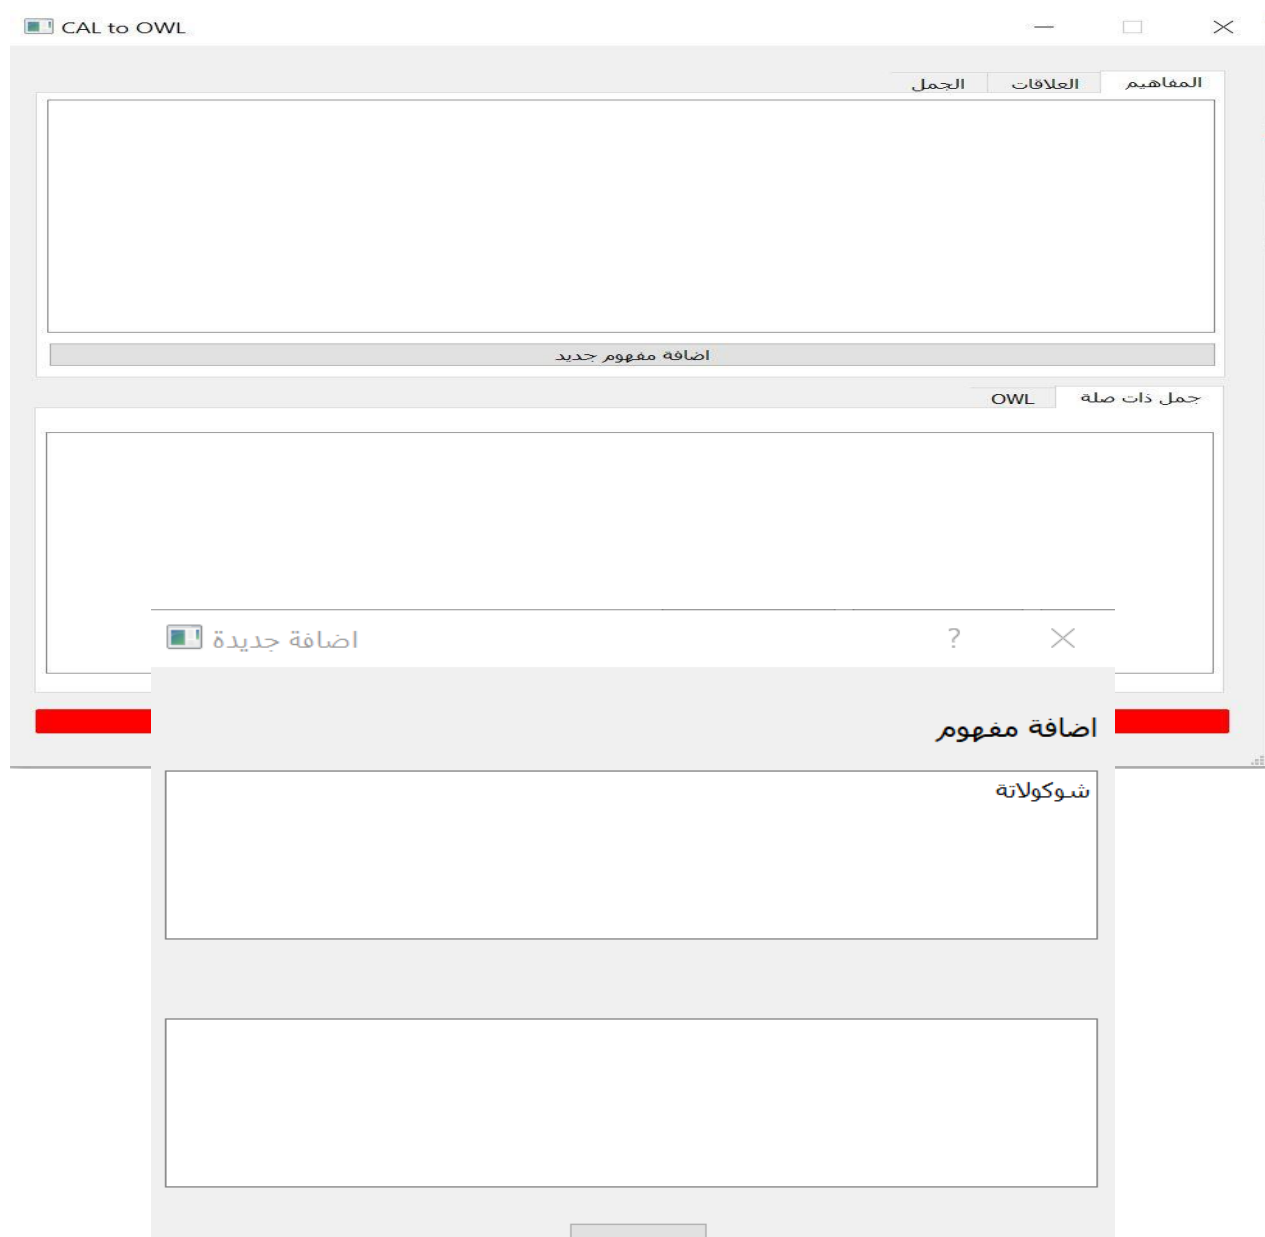 CAL to OWL
المفاهيم العلاقات الجمل
اضافة مفهوم جديد
جمل ذات صلة OWL
اضافة جديدة ?
اضافة مفهوم
شوكولاتة